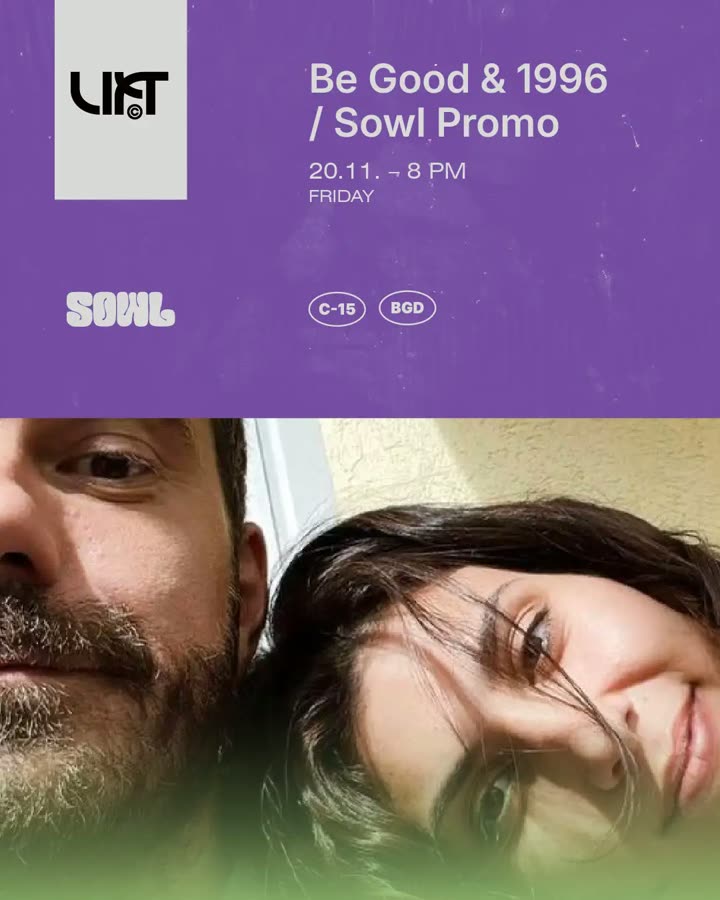 LIFT
©
Be Good & 1996
/ Sowl Promo
20.11. – 8 PM
FRIDAY
SOWL
C-15 BGD